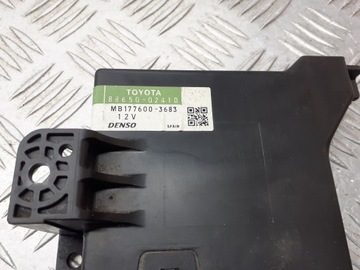 TOYOTA
88650-02410
MB177600-3683
12V
DENSO SPAIN